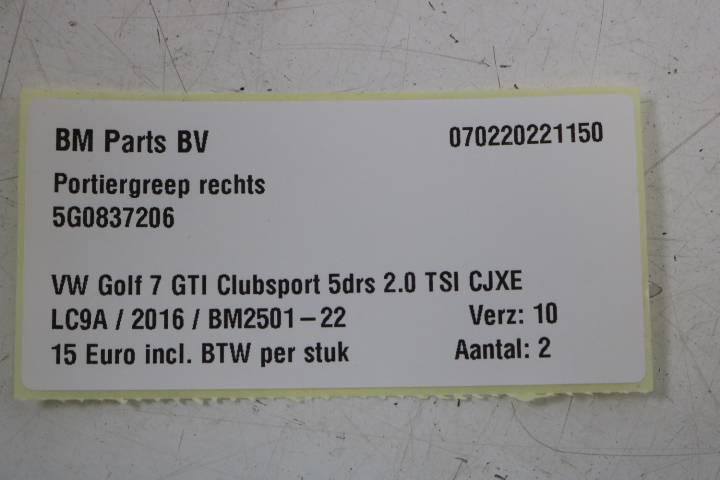 BM Parts BV 070220221150
Portiergreep rechts
5G0837206
VW Golf 7 GTI Clubsport 5drs 2.0 TSI CJXE
LC9A / 2016 / BM2501-22 Verz: 10
15 Euro incl. BTW per stuk Aantal: 2